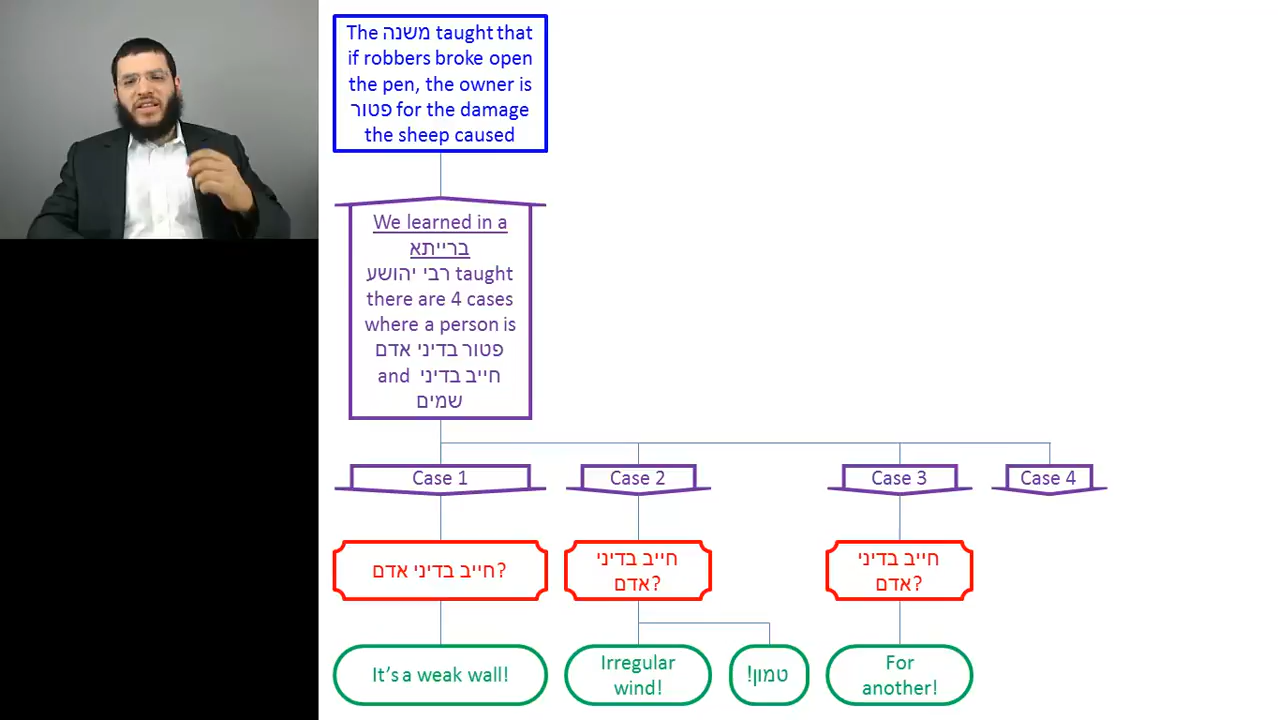 The משנה taught that
if robbers broke open
the pen, the owner is
פטור for the damage
the sheep caused
We learned in a
ברייתא
רבי יהושע taught
there are 4 cases
where a person is
פטור בדיני אדם
and חייב בדיני
שמים
Case 1
Case 2
Case 3
Case 4
חייב בדיני אדם?
חייב בדיני
אדם?
חייב בדיני
אדם?
It's a weak wall!
Irregular
wind!
טמון!
For
another!